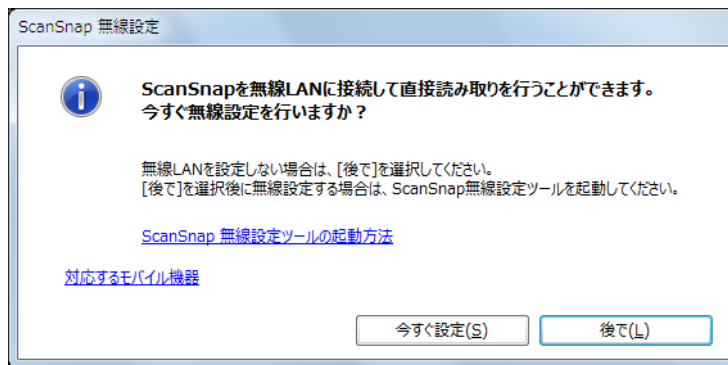 ScanSnap 無線設定
ScanSnapを無線LANに接続して直接読み取りを行うことができます。
今すぐ無線設定を行いますか？
無線LANを設定しない場合は、[後で]を選択してください。
[後で]を選択後に無線設定する場合は、ScanSnap無線設定ツールを起動してください。
ScanSnap 無線設定ツールの起動方法
対応するモバイル機器
今すぐ設定(S)
後で(L)